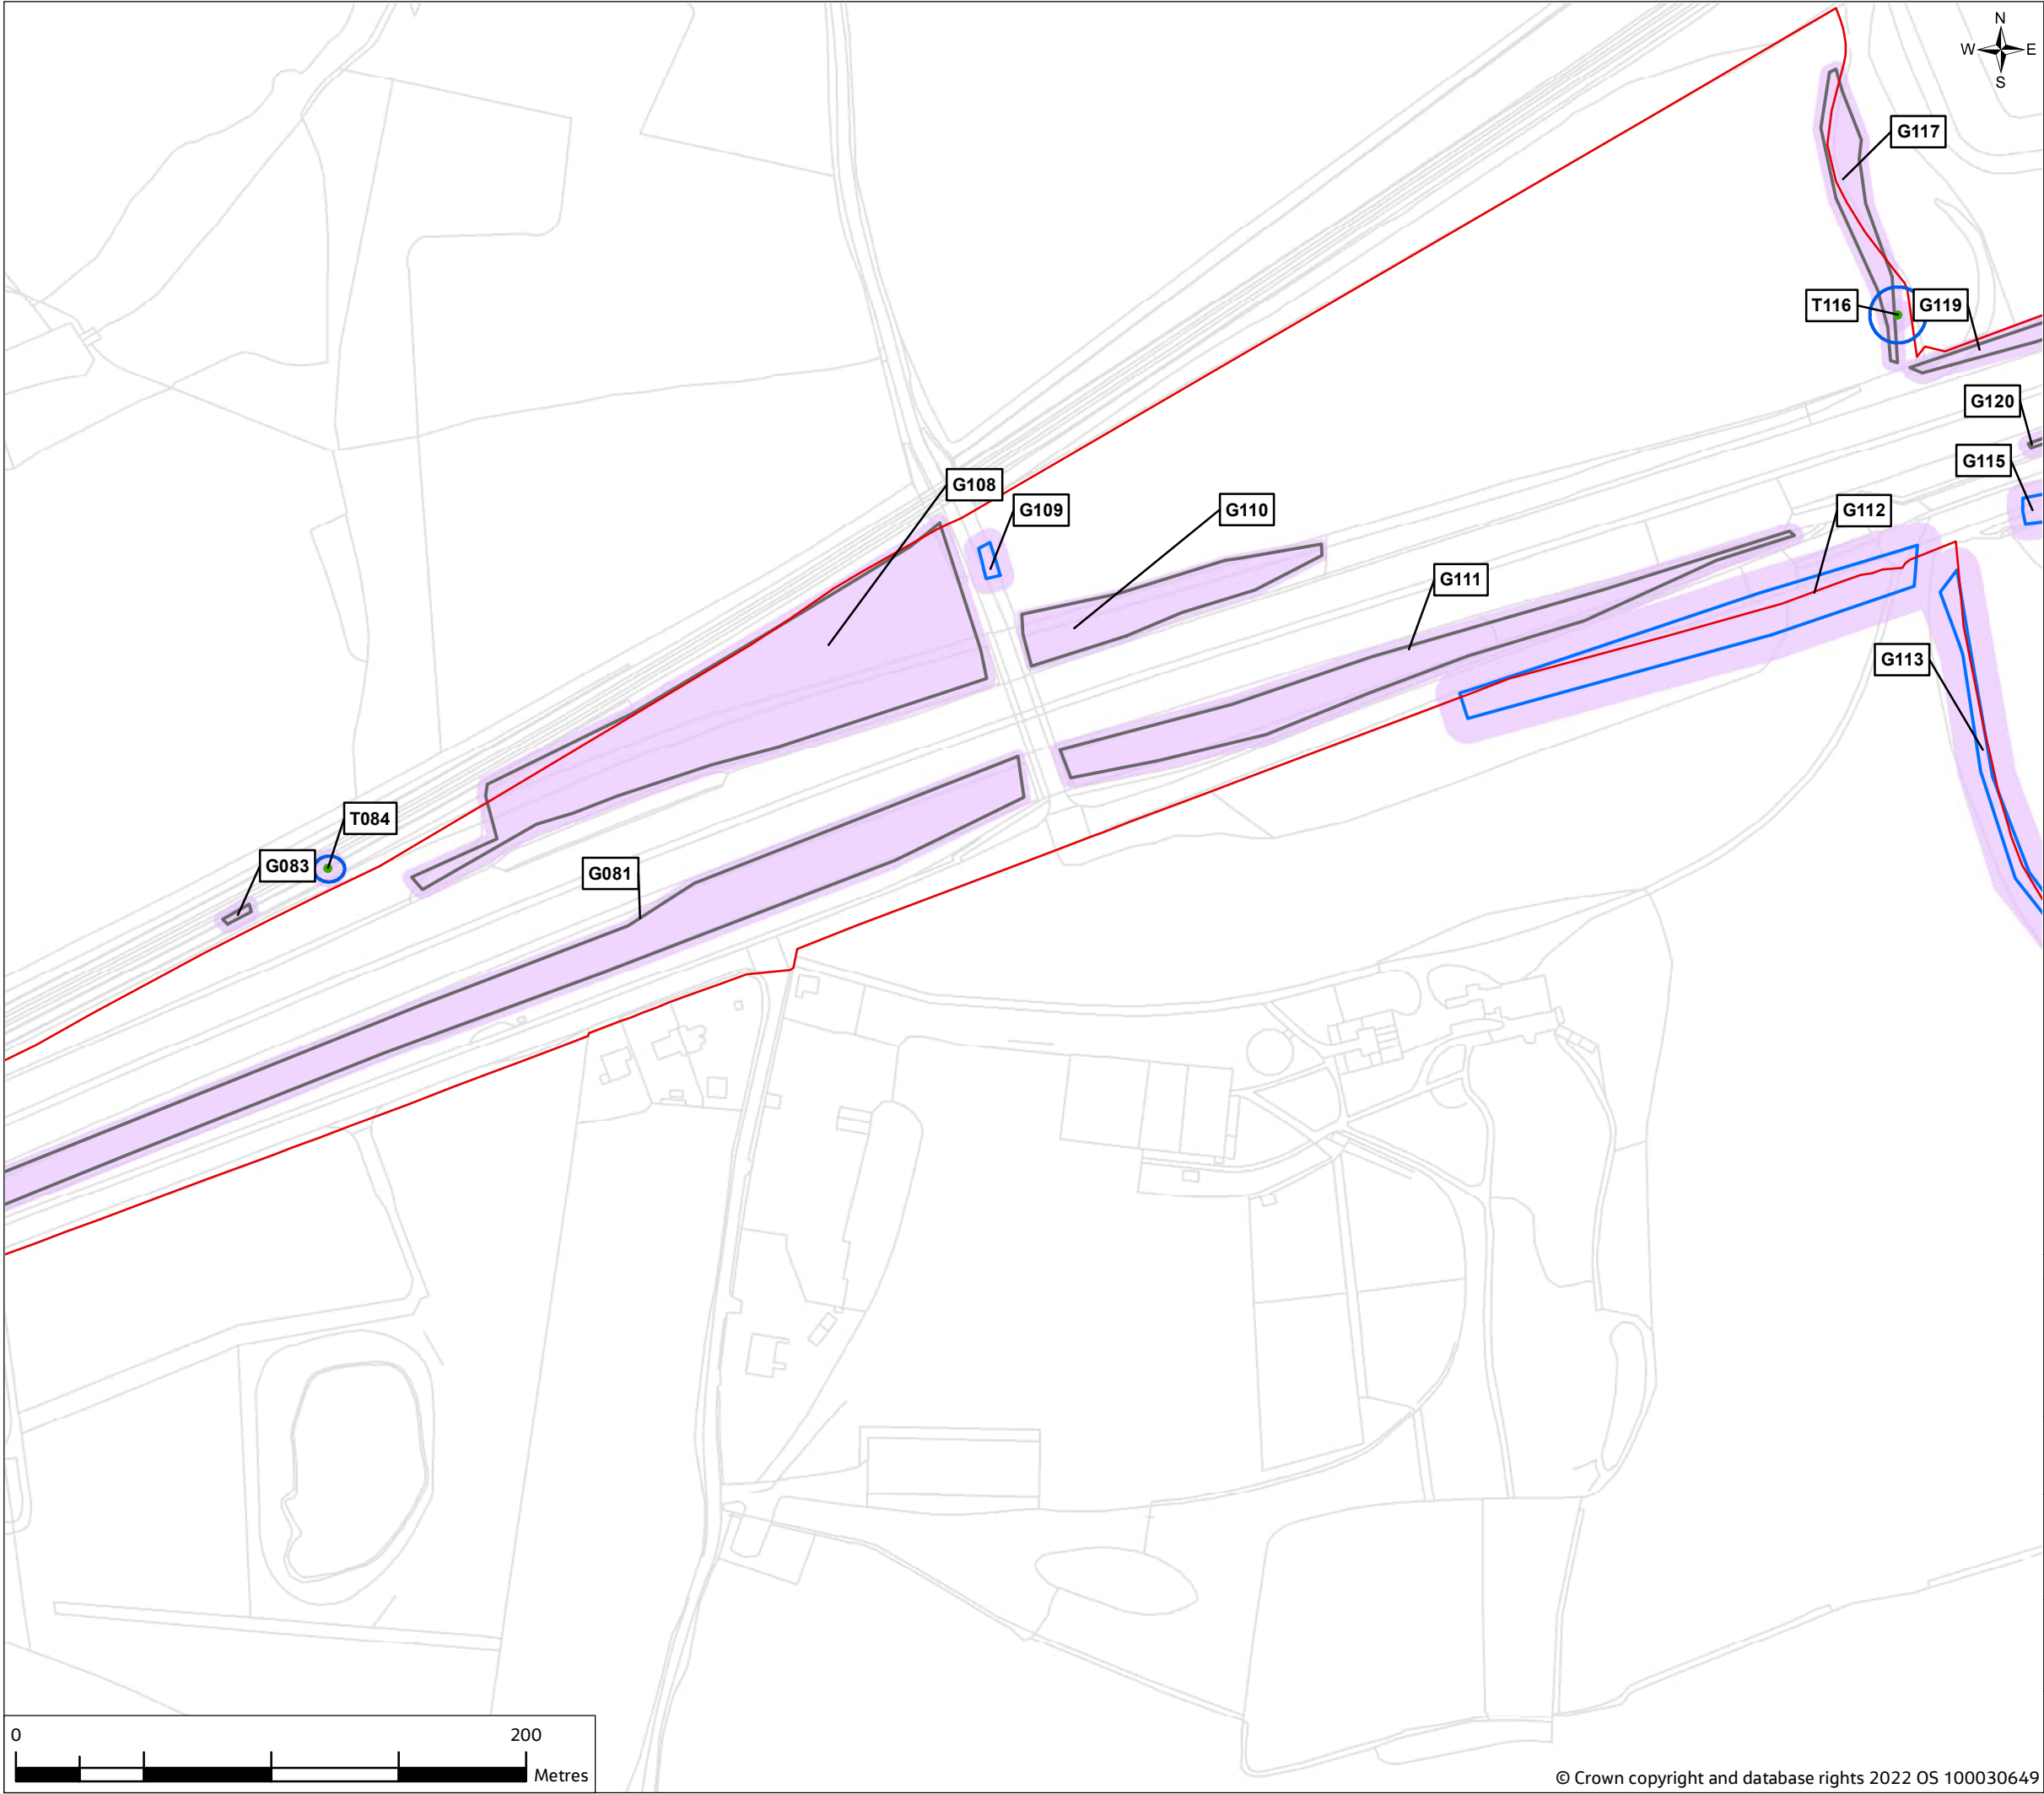 N
W E
S
G117
T116
G119
G120
G115
G108
G109
G110
G112
G111
G113
T084
G083
G081
0 200
Metres
© Crown copyright and database rights 2022 OS 100030649